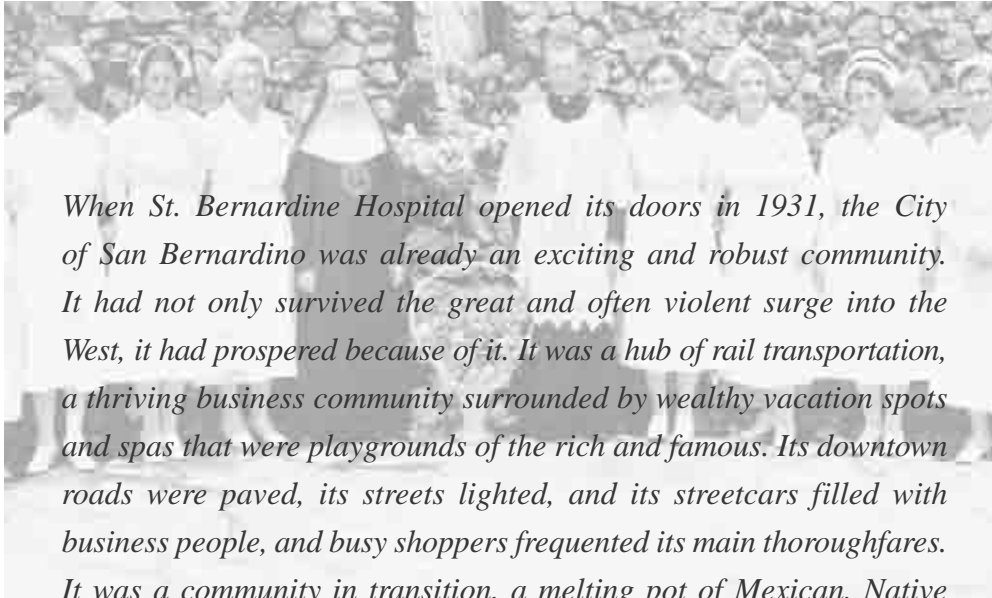 When St. Bernardine Hospital opened its doors in 1931, the City
of San Bernardino was already an exciting and robust community.
It had not only survived the great and often violent surge into the
West, it had prospered because of it. It was a hub of rail transportation,
a thriving business community surrounded by wealthy vacation spots
and spas that were playgrounds of the rich and famous. Its downtown
roads were paved, its streets lighted, and its streetcars filled with
business people, and busy shoppers frequented its main thoroughfares.
It was a community in transition, a melting pot of Mexican, Native